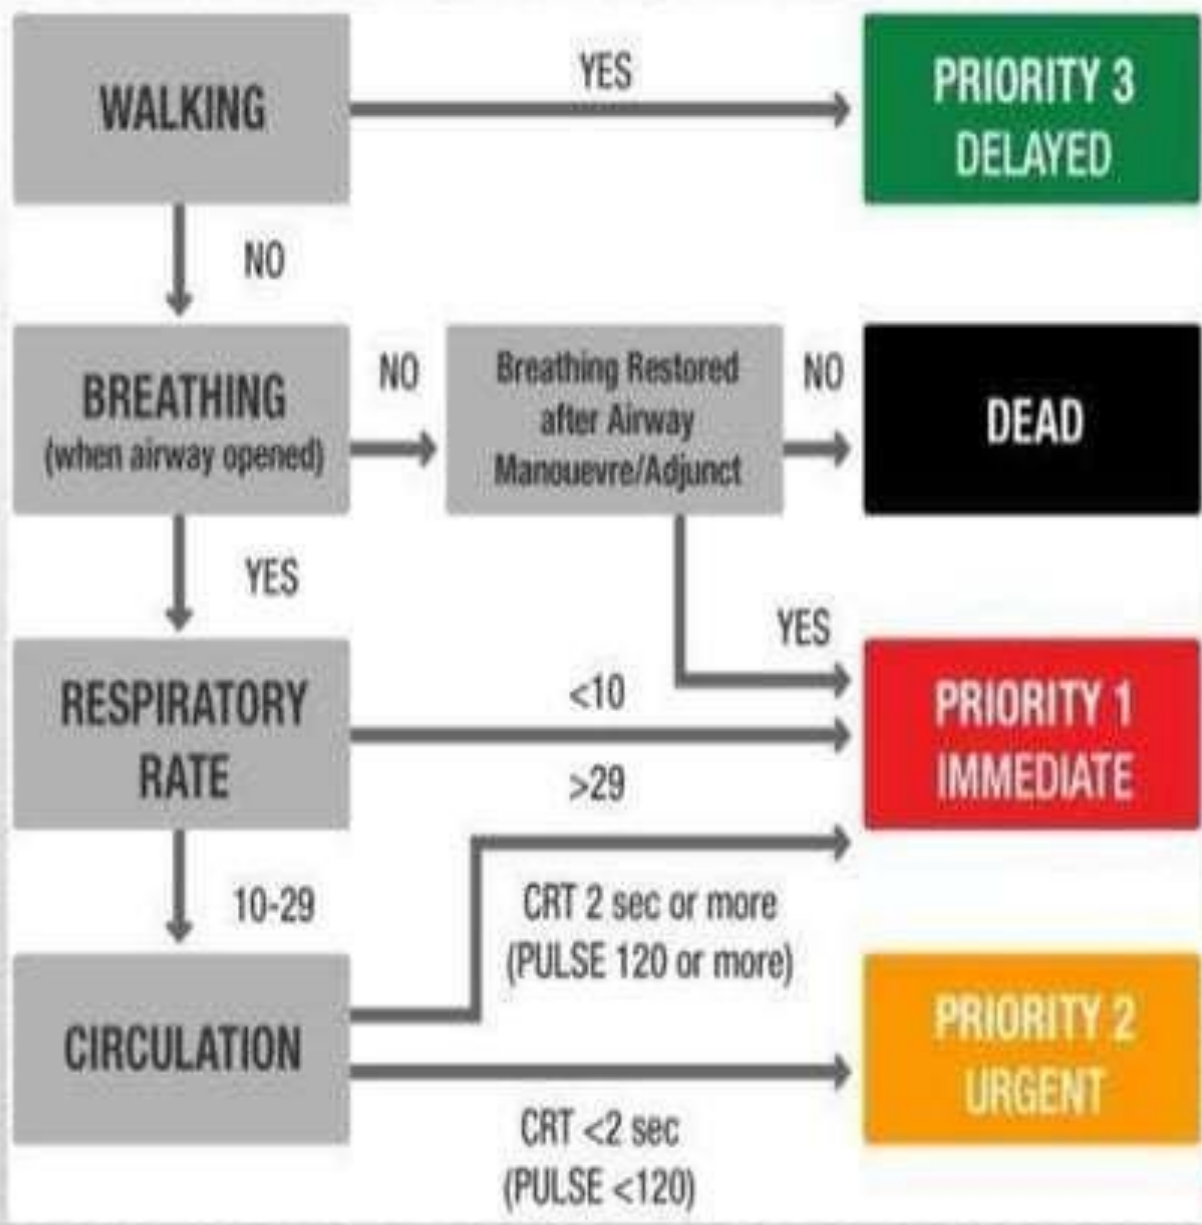 WALKING
YES
PRIORITY 3
DELAYED
NO
BREATHING
(when airway opened)
NO
Breathing Restored
after Airway
Manouevre/Adjunct
NO
DEAD
YES
YES
RESPIRATORY
RATE
<10
>29
PRIORITY 1
IMMEDIATE
10-29
CRT 2 sec or more
(PULSE 120 or more)
CIRCULATION
PRIORITY 2
URGENT
CRT <2 sec
(PULSE <120)